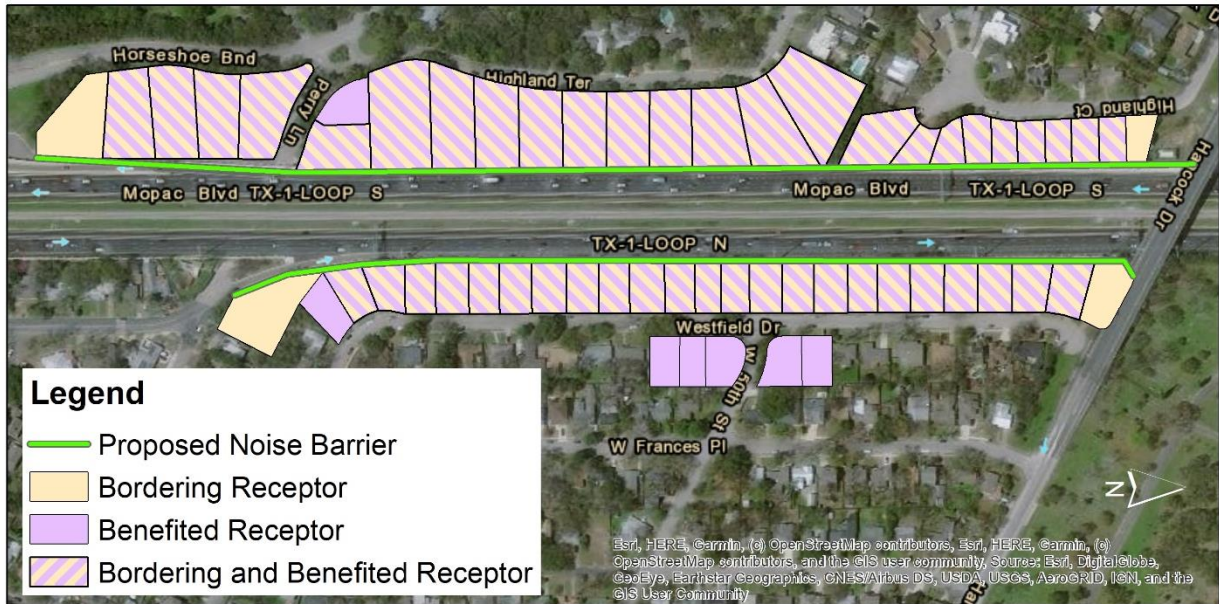 Horseshoe Bnd
Perry Ln
Highland Ter
Highland Ct
Hancock Dr
Mopac Blvd TX-1-LOOP S
Mopac Blvd TX-1-LOOP S
TX-1-LOOP N
Westfield Dr
W 50th St
W Frances Pl
Legend
Proposed Noise Barrier
Bordering Receptor
Benefited Receptor
Bordering and Benefited Receptor
N
Esri, HERE, Garmin, (c) OpenStreetMap contributors, Esri, HERE, Garmin, (c)
OpenStreetMap contributors, and the GIS user community, Source: Esri, DigitalGlobe,
GeoEye, Earthstar Geographics, CNES/Airbus DS, USDA, USGS, AeroGRID, IGN, and the
GIS User Community